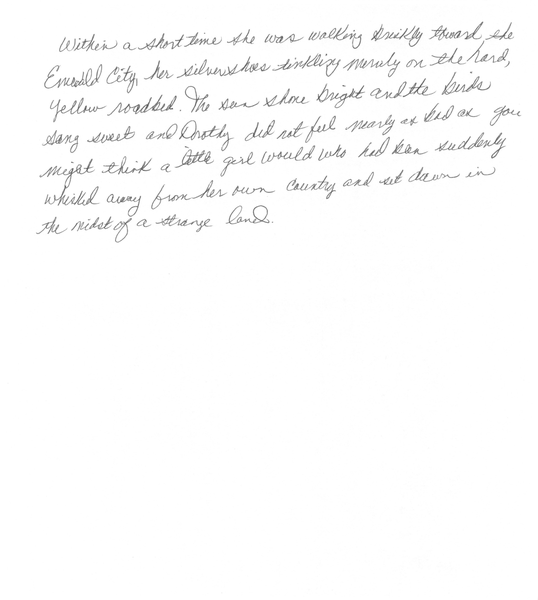 Within a short time she was walking briskly toward the
Emerald City, her silver shoes tinkling merrily on the hard,
yellow roadbed. The sun shone bright and the birds
sang sweet and Dorothy did not feel nearly as bad as you
might think a little girl would who had been suddenly
whisked away from her own country and set down in
the midst of a strange land.